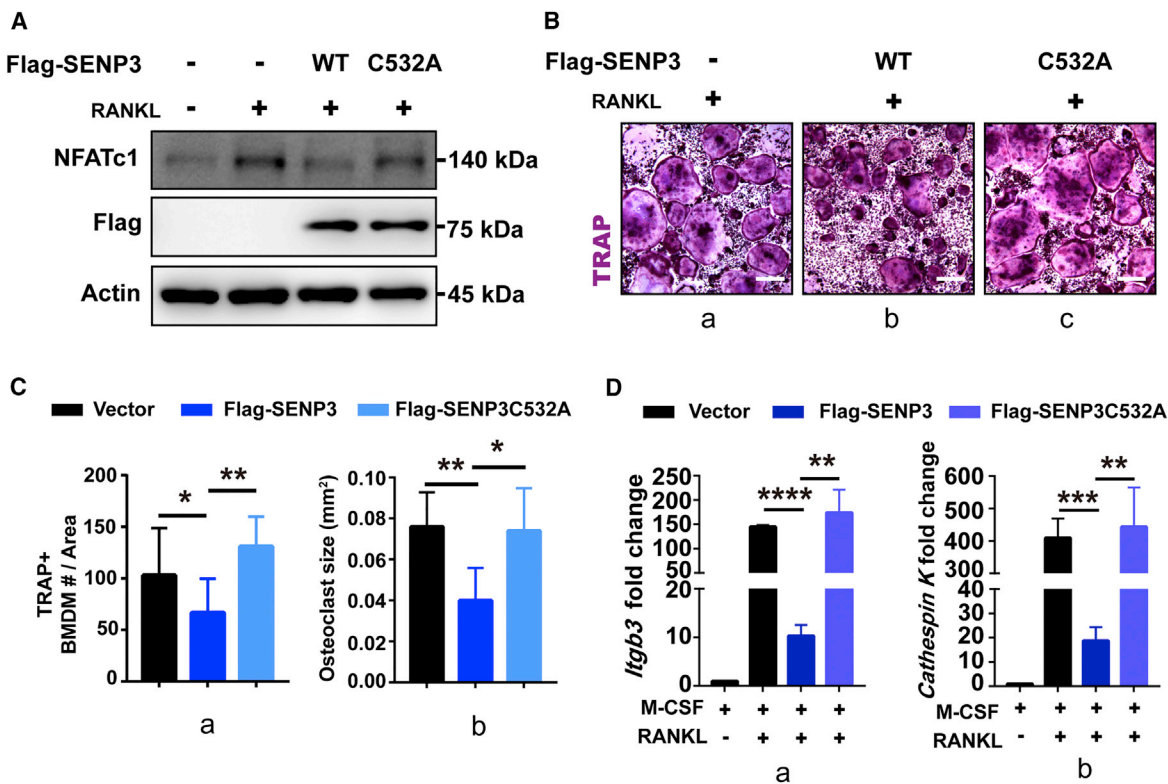 A
Flag-SENP3 - - WT C532A
RANKL - + + +
NFATc1 140 kDa
Flag 75 kDa
Actin 45 kDa
B
Flag-SENP3 - WT C532A
RANKL + + +
TRAP
a b c
C
Vector Flag-SENP3 Flag-SENP3C532A
TRAP+
BMDM # / Area
200
150
100
50
0
* **
a
Osteoclast size (mm²)
0.10
0.08
0.06
0.04
0.02
0.00
** *
b
D
Vector Flag-SENP3 Flag-SENP3C532A
Itgb3 fold change
250
200
150
100
50
20
10
0
**** **
M-CSF + + + +
RANKL - + + +
a
Cathespin K fold change
600
500
400
300
40
30
20
10
0
*** **
M-CSF + + + +
RANKL - + + +
b